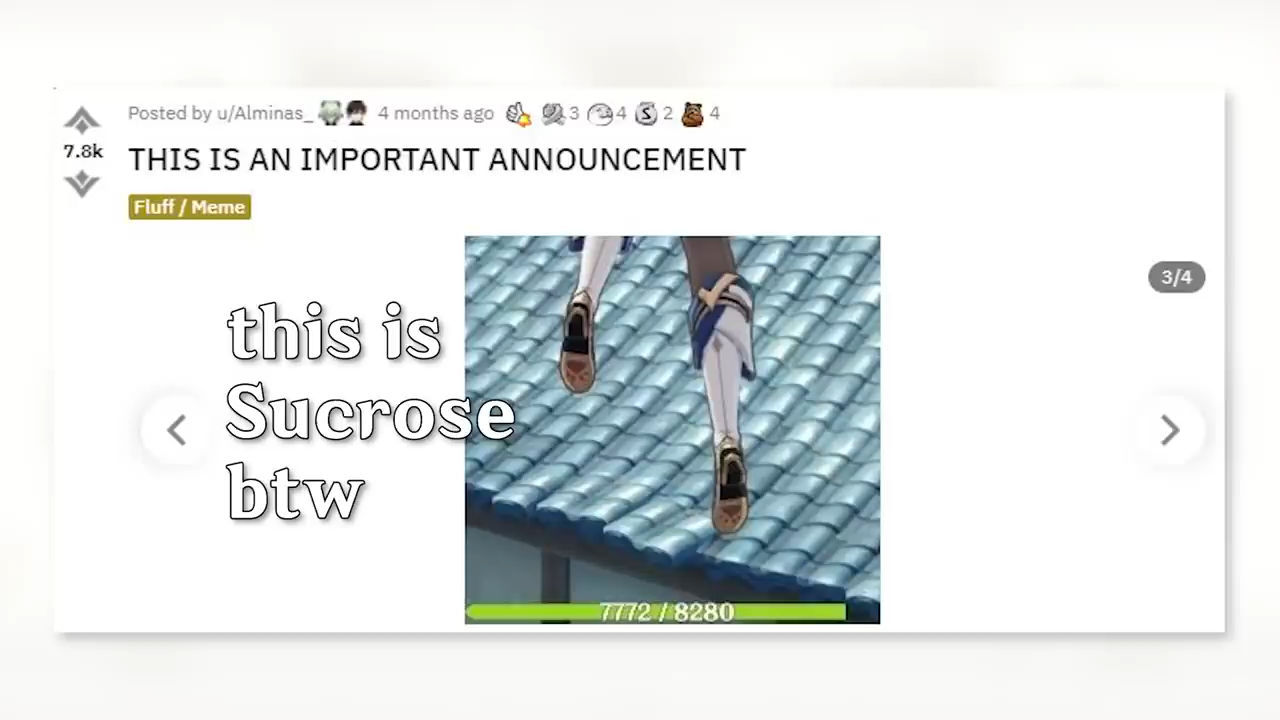 Posted by u/Alminas_ 4 months ago 3 4 S 2 4
7.8k
THIS IS AN IMPORTANT ANNOUNCEMENT
Fluff / Meme
3/4
this is
Sucrose
btw
7772 / 8280